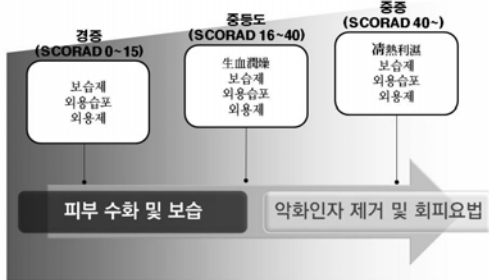 경증
(SCORAD 0~15)
보습제
외용습포
외용제
중등도
(SCORAD 16~40)
生血潤燥
보습제
외용습포
외용제
중증
(SCORAD 40~)
清熱利濕
보습제
외용습포
외용제
피부 수화 및 보습
악화인자 제거 및 회피요법